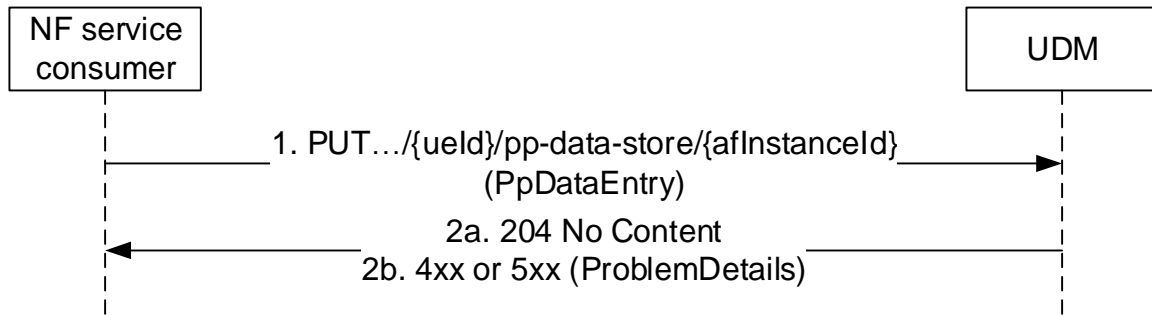 NF service
consumer
UDM
1. PUT…/{ueId}/pp-data-store/{afInstanceId}
(PpDataEntry)
2a. 204 No Content
2b. 4xx or 5xx (ProblemDetails)